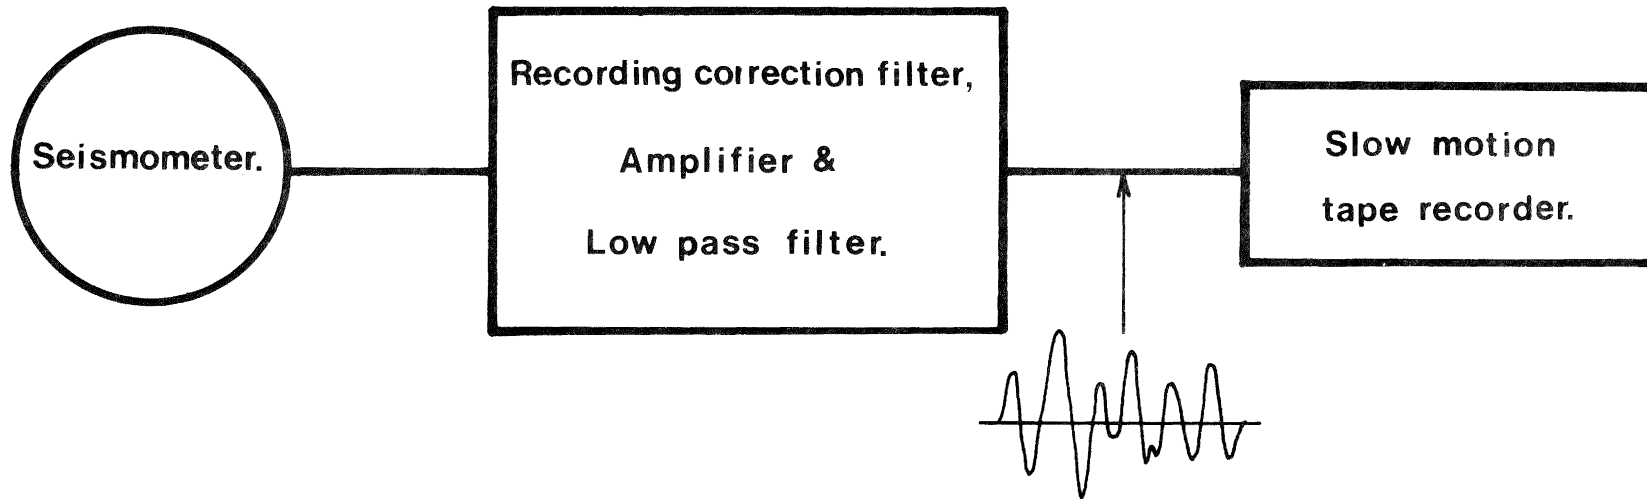 Seismometer.
Recording correction filter,
Amplifier &
Low pass filter.
Slow motion
tape recorder.